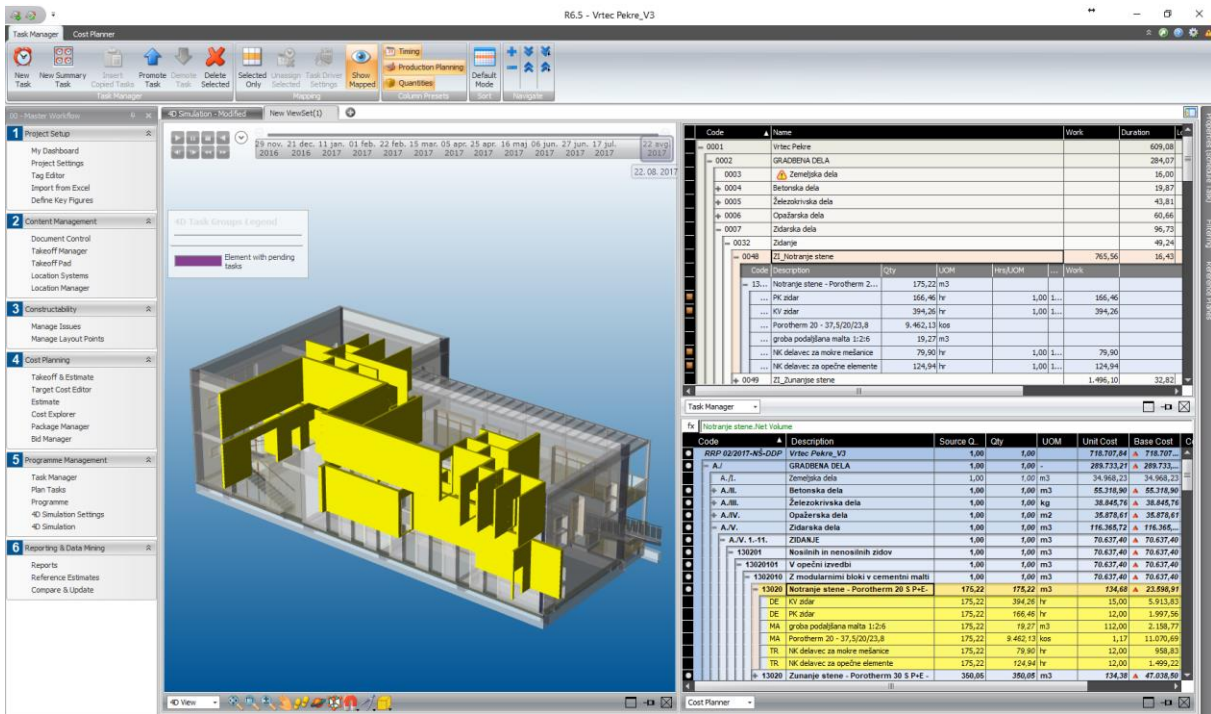 R6.5 - Vrtec Pekre_V3
Task Manager Cost Planner
New Task
New Summary Task
Insert Copied Tasks
Promote Task
Demote Task
Delete Selected
Selected Only
Unassign Selected
Task Driver Settings
Show Mapped
Timing
Production Planning
Quantities
Default Mode
Task Manager Mapping Column Presets Sort Navigate
00 - Master Workflow
4D Simulation - Modified New ViewSet(1)
1 Project Setup
My Dashboard
Project Settings
Tag Editor
Import from Excel
Define Key Figures
2 Content Management
Document Control
Takeoff Manager
Takeoff Pad
Location Systems
Location Manager
3 Constructability
Manage Issues
Manage Layout Points
4 Cost Planning
Takeoff & Estimate
Target Cost Editor
Estimate
Cost Explorer
Package Manager
Bid Manager
5 Programme Management
Task Manager
Plan Tasks
Programme
4D Simulation Settings
4D Simulation
6 Reporting & Data Mining
Reports
Reference Estimates
Compare & Update
29 nov. 21 dec. 11 jan. 01 feb. 22 feb. 15 mar. 05 apr. 25 apr. 16 maj 06 jun. 27 jun. 17 jul. 22 avg
2016 2016 2017 2017 2017 2017 2017 2017 2017 2017 2017 2017 2017
22. 08. 2017
4D Task Groups Legend
Element with pending tasks
4D View
Code Name Work Duration
0001 Vrtec Pekre 609,08
0002 GRADBENA DELA 284,07
0003 Zemeljska dela 16,00
0004 Betonska dela 19,87
0005 Železokrivska dela 43,81
0006 Opažarska dela 60,66
0007 Zidarska dela 96,73
0032 Zidanje 49,24
0048 ZI_Notranje stene 765,56 16,43
Code Description Qty UOM Hrs/UOM ... Work
13... Notranje stene - Porotherm 2... 175,22 m3
... PK zidar 166,46 hr 1,00 1... 166,46
... KV zidar 394,26 hr 1,00 1... 394,26
... Porotherm 20 - 37,5/20/23,8 9.462,13 kos
... groba podaljšana malta 1:2:6 19,27 m3
... NK delavec za mokre mešanice 79,90 hr 1,00 1... 79,90
... NK delavec za opečne elemente 124,94 hr 1,00 1... 124,94
0049 ZI_Zunanjse stene 1.496,10 32,82
Task Manager
fx Notranje stene.Net Volume
Code Description Source Q. Qty UOM Unit Cost Base Cost
RRP 02/2017-NŠ-DDP Vrtec Pekre_V3 1,00 1,00 718.707,84 718.707...
A./ GRADBENA DELA 1,00 1,00 - 289.733,21 289.733,...
A./I. Zemeljska dela 1,00 1,00 m3 34.968,23 34.968,23
A./II. Betonska dela 1,00 1,00 m3 55.318,90 55.318,90
A./III. Železokrivska dela 1,00 1,00 kg 38.845,76 38.845,76
A./IV. Opažerska dela 1,00 1,00 m2 35.878,61 35.878,61
A./V. Zidarska dela 1,00 1,00 m3 116.365,72 116.365,...
A./V. 1.-11. ZIDANJE 1,00 1,00 m3 70.637,40 70.637,40
130201 Nosilnih in nenosilnih zidov 1,00 1,00 m3 70.637,40 70.637,40
13020101 V opečni izvedbi 1,00 1,00 m3 70.637,40 70.637,40
1302010 Z modularnimi bloki v cementni malti 1,00 1,00 m3 70.637,40 70.637,40
13020 Notranje stene - Porotherm 20 S P+E- 175,22 175,22 m3 134,68 23.598,91
DE KV zidar 175,22 394,26 hr 15,00 5.913,83
DE PK zidar 175,22 166,46 hr 12,00 1.997,56
MA groba podaljšana malta 1:2:6 175,22 19,27 m3 112,00 2.158,77
MA Porotherm 20 - 37,5/20/23,8 175,22 9.462,13 kos 1,17 11.070,69
TR NK delavec za mokre mešanice 175,22 79,90 hr 12,00 958,83
TR NK delavec za opečne elemente 175,22 124,94 hr 12,00 1.499,22
13020 Zunanje stene - Porotherm 30 S P+E - 350,05 350,05 m3 134,38 47.038,50
Cost Planner